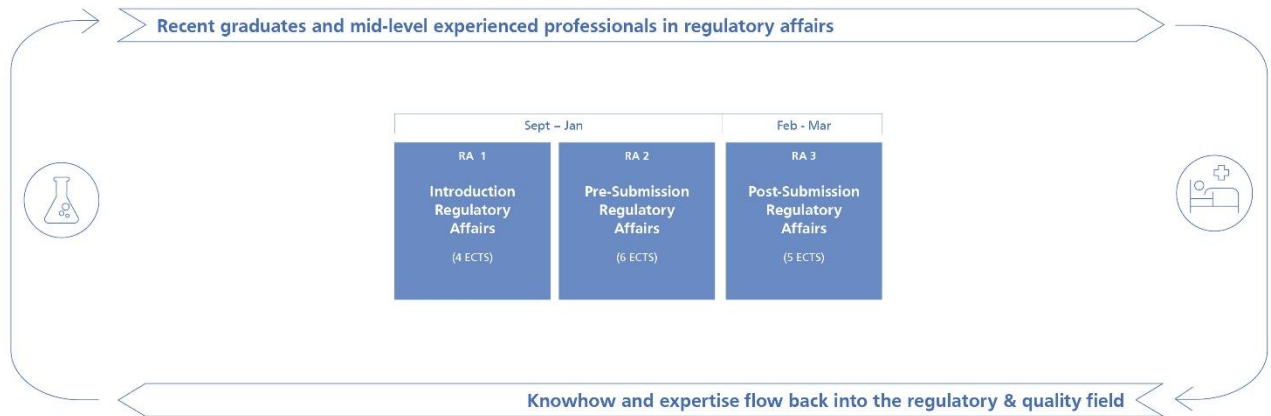 Recent graduates and mid-level experienced professionals in regulatory affairs
Sept – Jan
Feb - Mar
RA 1
Introduction
Regulatory
Affairs
(4 ECTS)
RA 2
Pre-Submission
Regulatory
Affairs
(6 ECTS)
RA 3
Post-Submission
Regulatory
Affairs
(5 ECTS)
Knowhow and expertise flow back into the regulatory & quality field